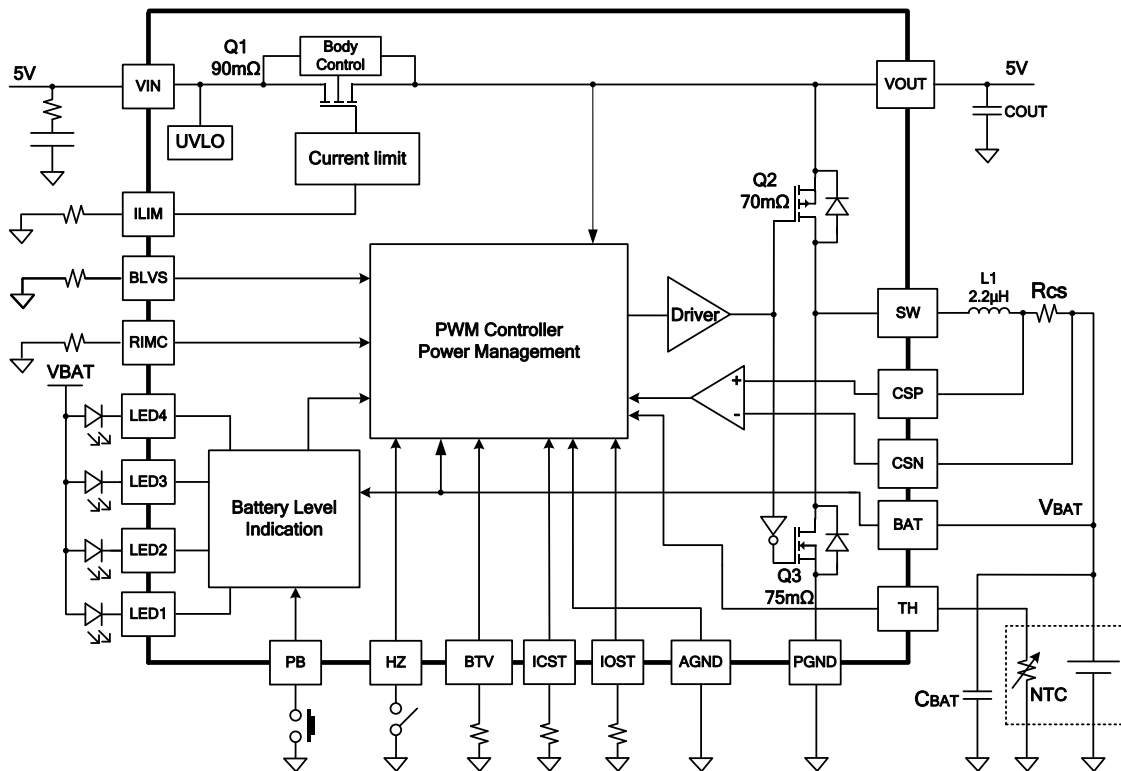 Q1
90mΩ
Body
Control
5V
VIN
VOUT
5V
UVLO
COUT
Current limit
Q2
70mΩ
ILIM
BLVS
L1
2.2μH
RCS
PWM Controller
Power Management
Driver
SW
RIMC
VBAT
+
CSP
LED4
-
CSN
LED3
Battery Level
Indication
VBAT
BAT
LED2
Q3
75mΩ
LED1
TH
PB
HZ
BTV
ICST
IOST
AGND
PGND
CBAT
NTC